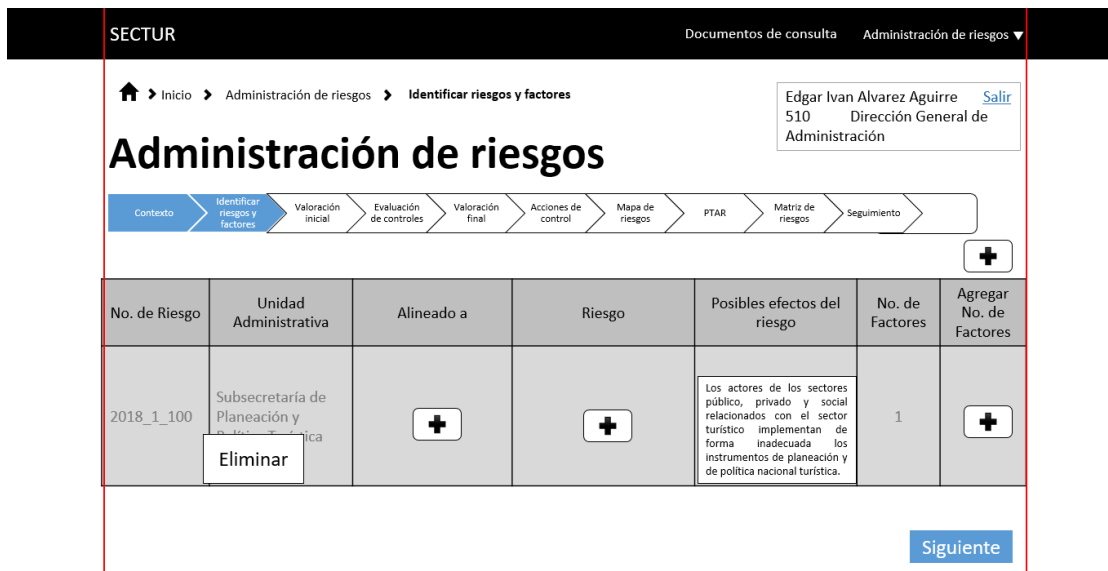 SECTUR
Documentos de consulta Administración de riesgos
Inicio Administración de riesgos Identificar riesgos y factores
Edgar Ivan Alvarez Aguirre Salir
510 Dirección General de
Administración
Administración de riesgos
Contexto
Identificar
riesgos y
factores
Valoración
inicial
Evaluación
de controles
Valoración
final
Acciones de
control
Mapa de
riesgos
PTAR
Matriz de
riesgos
Seguimiento
No. de Riesgo
Unidad
Administrativa
Alineado a
Riesgo
Posibles efectos del
riesgo
No. de
Factores
Agregar
No. de
Factores
2018_1_100
Subsecretaría de
Planeación y
Eliminar
Los actores de los sectores
público, privado y social
relacionados con el sector
turístico implementan de
forma inadecuada los
instrumentos de planeación y
de política nacional turística.
1
Siguiente